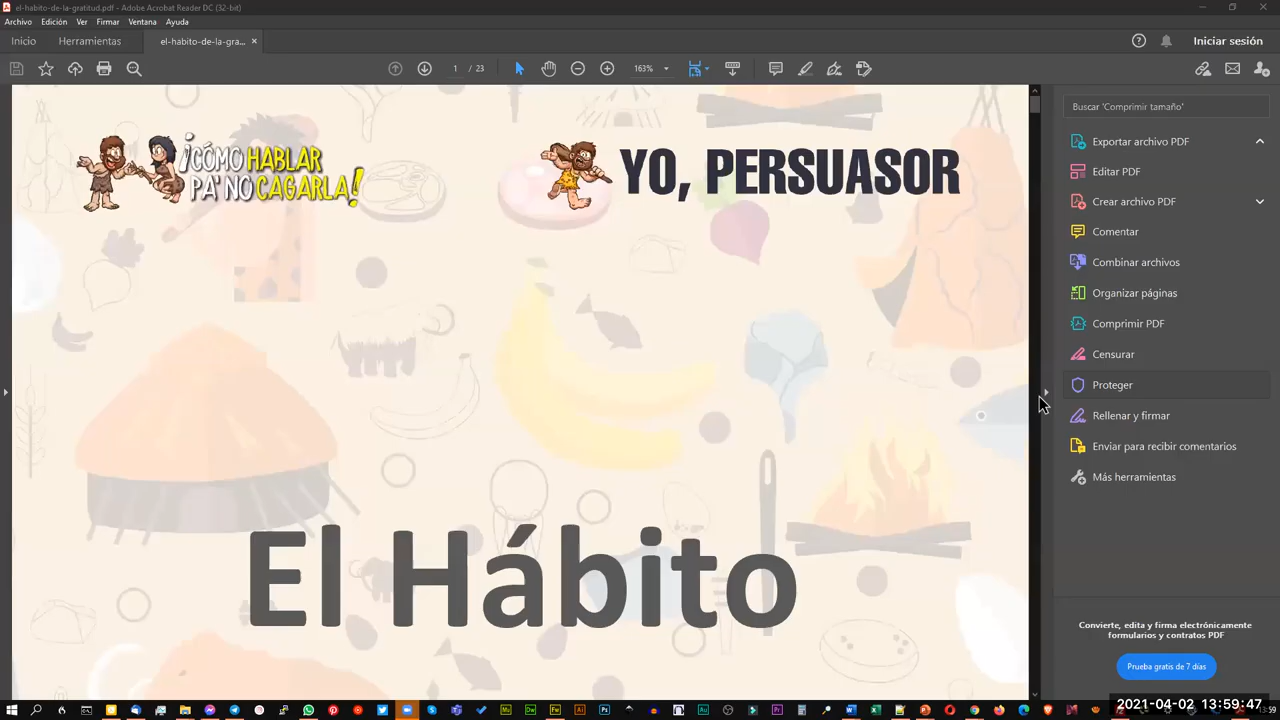 el-habito-de-la-gratitud.pdf - Adobe Acrobat Reader DC (32-bit)
Archivo Edición Ver Firmar Ventana Ayuda
Inicio Herramientas el-habito-de-la-gra... × Iniciar sesión
1 / 23 163%
Buscar 'Comprimir tamaño'
¡CÓMO HABLAR
PA' NO CAGARLA!
YO, PERSUASOR
Exportar archivo PDF
Editar PDF
Crear archivo PDF
Comentar
Combinar archivos
Organizar páginas
Comprimir PDF
Censurar
Proteger
Rellenar y firmar
Enviar para recibir comentarios
Más herramientas
El Hábito
Convierte, edita y firma electrónicamente
formularios y contratos PDF
Prueba gratis de 7 días
2021-04-02 13:59:47